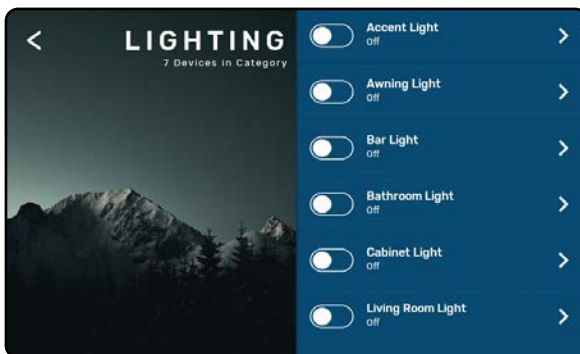 LIGHTING
7 Devices in Category
Accent Light
Off
Awning Light
Off
Bar Light
Off
Bathroom Light
Off
Cabinet Light
Off
Living Room Light
Off